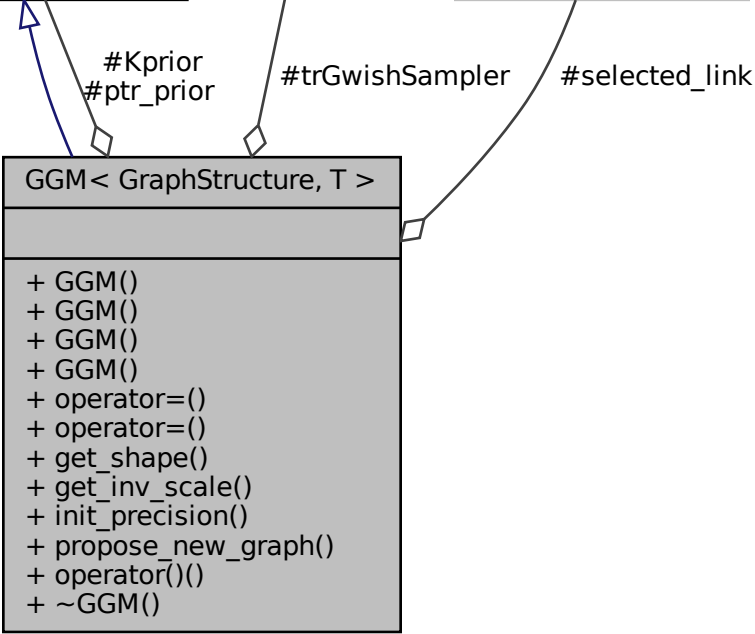 #Kprior
#ptr_prior
#trGwishSampler
#selected_link
GGM< GraphStructure, T >
+ GGM()
+ GGM()
+ GGM()
+ GGM()
+ operator=()
+ operator=()
+ get_shape()
+ get_inv_scale()
+ init_precision()
+ propose_new_graph()
+ operator()()
+ ~GGM()